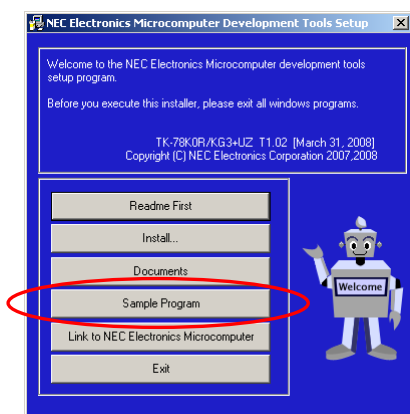 NEC Electronics Microcomputer Development Tools Setup
Welcome to the NEC Electronics Microcomputer development tools
setup program.
Before you execute this installer, please exit all windows programs.
TK-78K0R/KG3+UZ T1.02 [March 31, 2008]
Copyright (C) NEC Electronics Corporation 2007,2008
Readme First
Install...
Documents
Sample Program
Link to NEC Electronics Microcomputer
Exit
Welcome